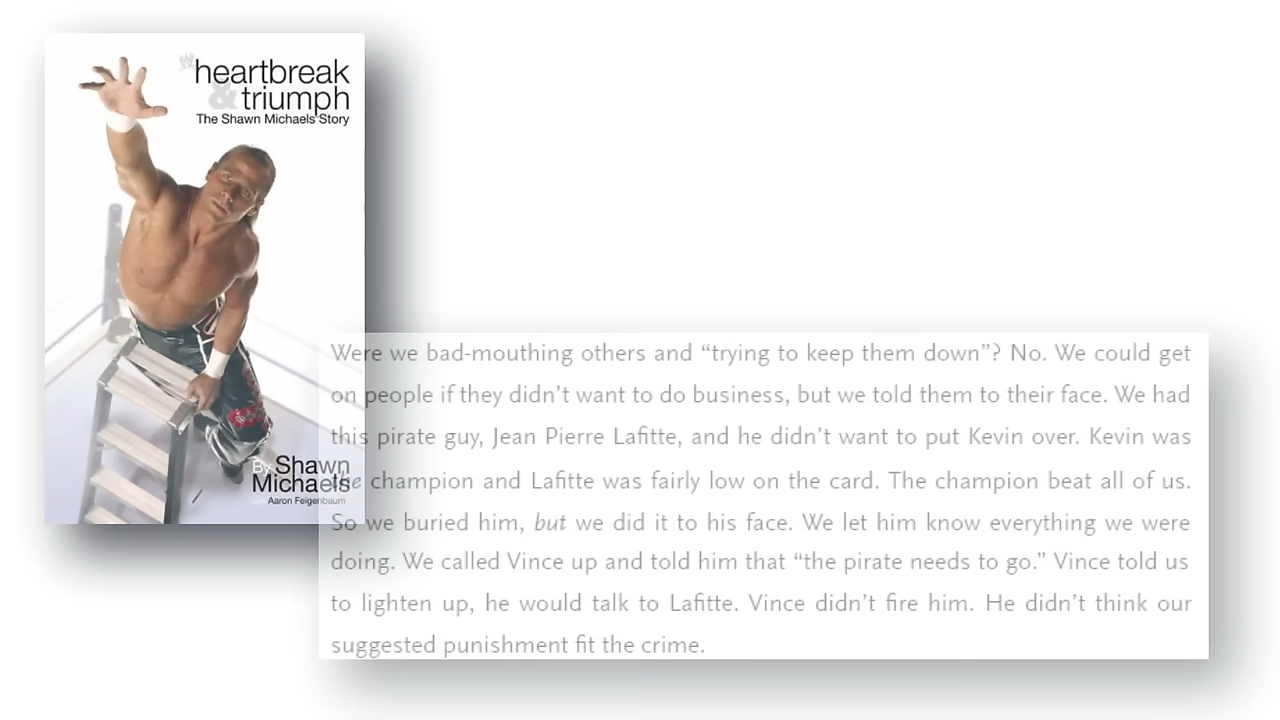 W
heartbreak
& triumph
The Shawn Michaels Story
By Shawn
Michaels
Aaron Feigenbaum
Were we bad-mouthing others and “trying to keep them down”? No. We could get
on people if they didn’t want to do business, but we told them to their face. We had
this pirate guy, Jean Pierre Lafitte, and he didn’t want to put Kevin over. Kevin was
the champion and Lafitte was fairly low on the card. The champion beat all of us.
So we buried him, but we did it to his face. We let him know everything we were
doing. We called Vince up and told him that “the pirate needs to go.” Vince told us
to lighten up, he would talk to Lafitte. Vince didn’t fire him. He didn’t think our
suggested punishment fit the crime.